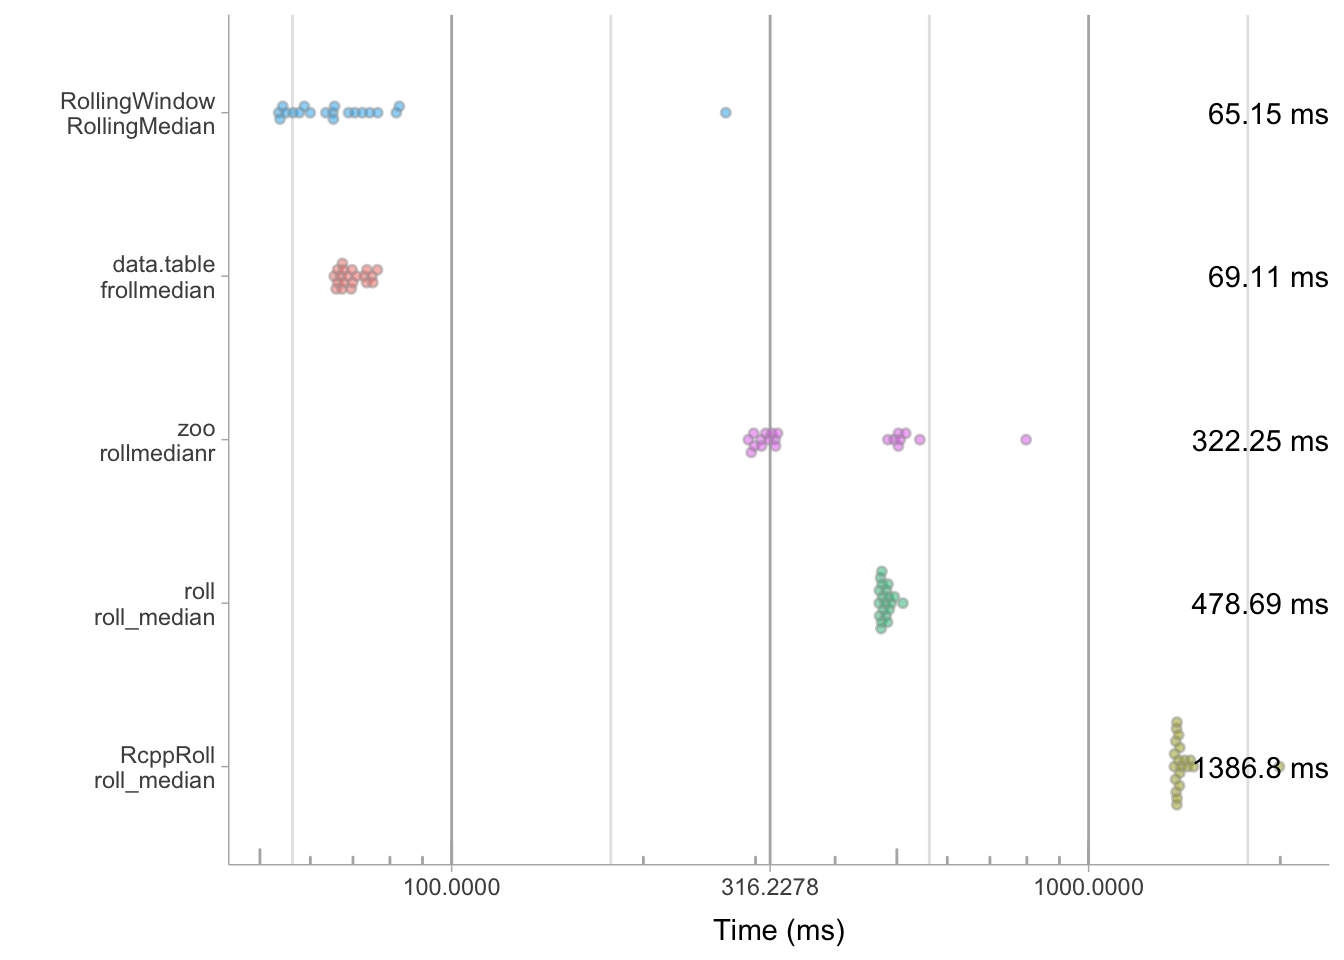 RollingWindow
RollingMedian
65.15 ms
data.table
frollmedian
69.11 ms
zoo
rollmedianr
322.25 ms
roll
roll_median
478.69 ms
RcppRoll
roll_median
1386.8 ms
100.0000
316.2278
1000.0000
Time (ms)